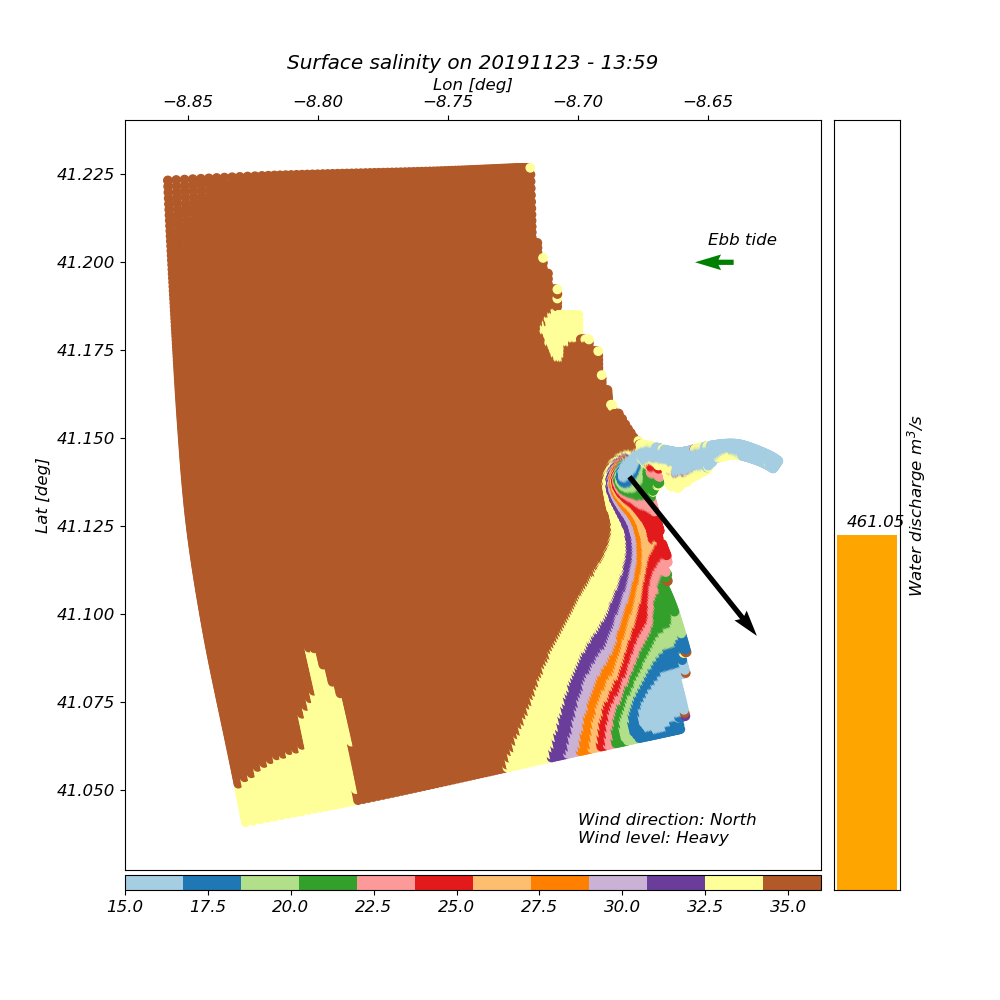 Surface salinity on 20191123 - 13:59
Lon [deg]
−8.85 −8.80 −8.75 −8.70 −8.65
41.225
41.200
41.175
41.150
41.125
41.100
41.075
41.050
Lat [deg]
Ebb tide
Wind direction: North
Wind level: Heavy
461.05
Water discharge m³/s
15.0 17.5 20.0 22.5 25.0 27.5 30.0 32.5 35.0